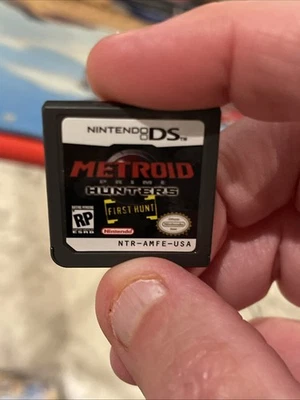 NINTENDO DS
METROID
PRIME
HUNTERS
FIRST HUNT
RP
ESRB
Nintendo
NTR-AMFE-USA